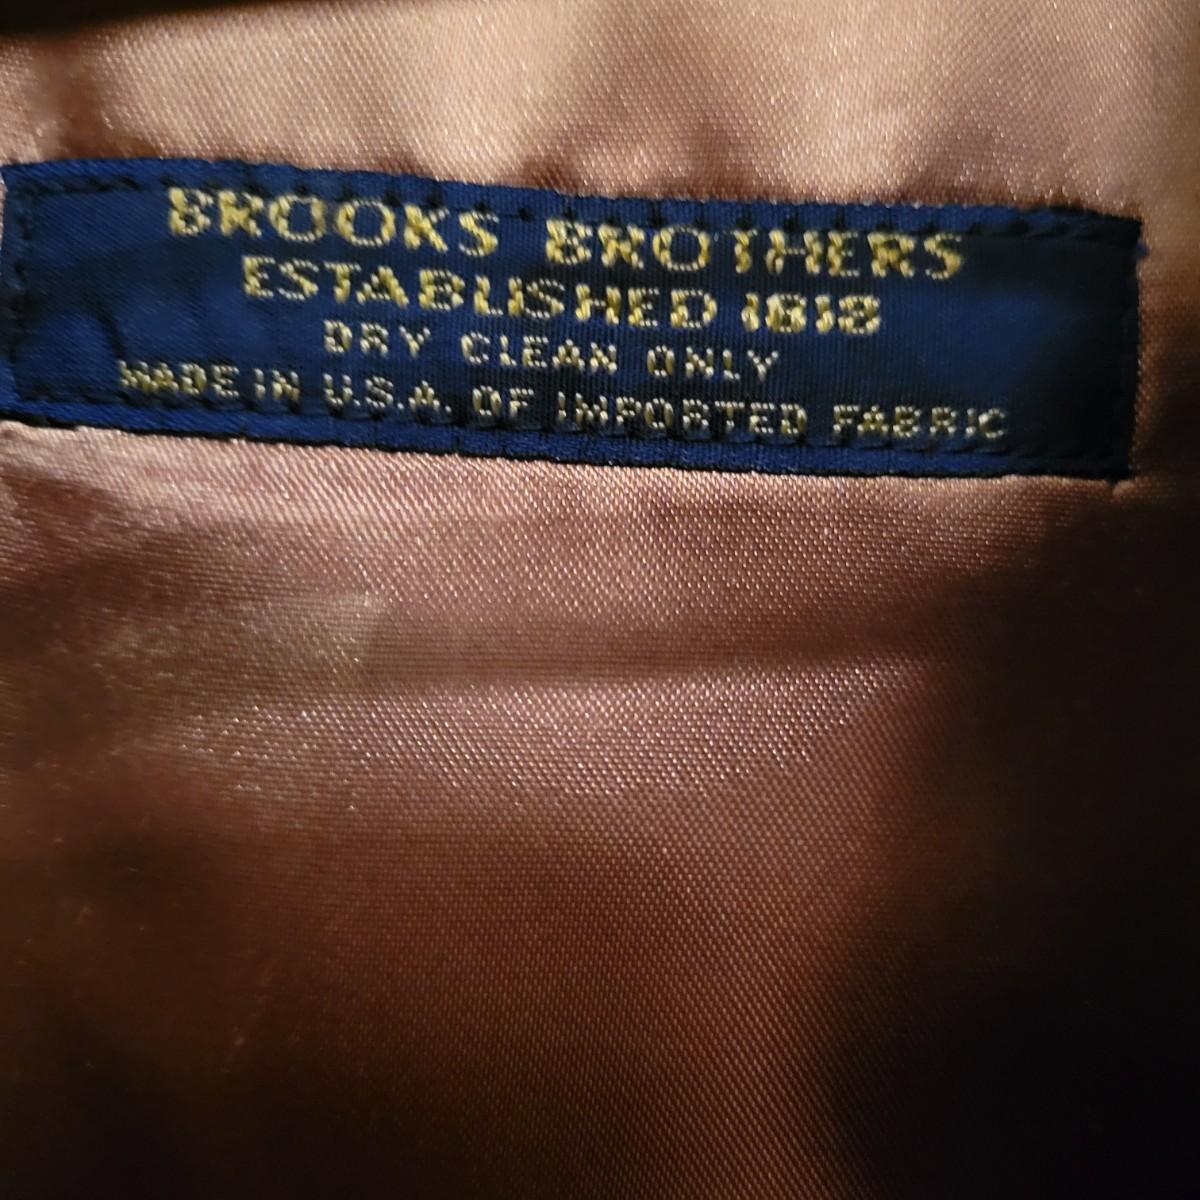 BROOKS BROTHERS
ESTABLISHED 1818
DRY CLEAN ONLY
MADE IN U.S.A. OF IMPORTED FABRIC